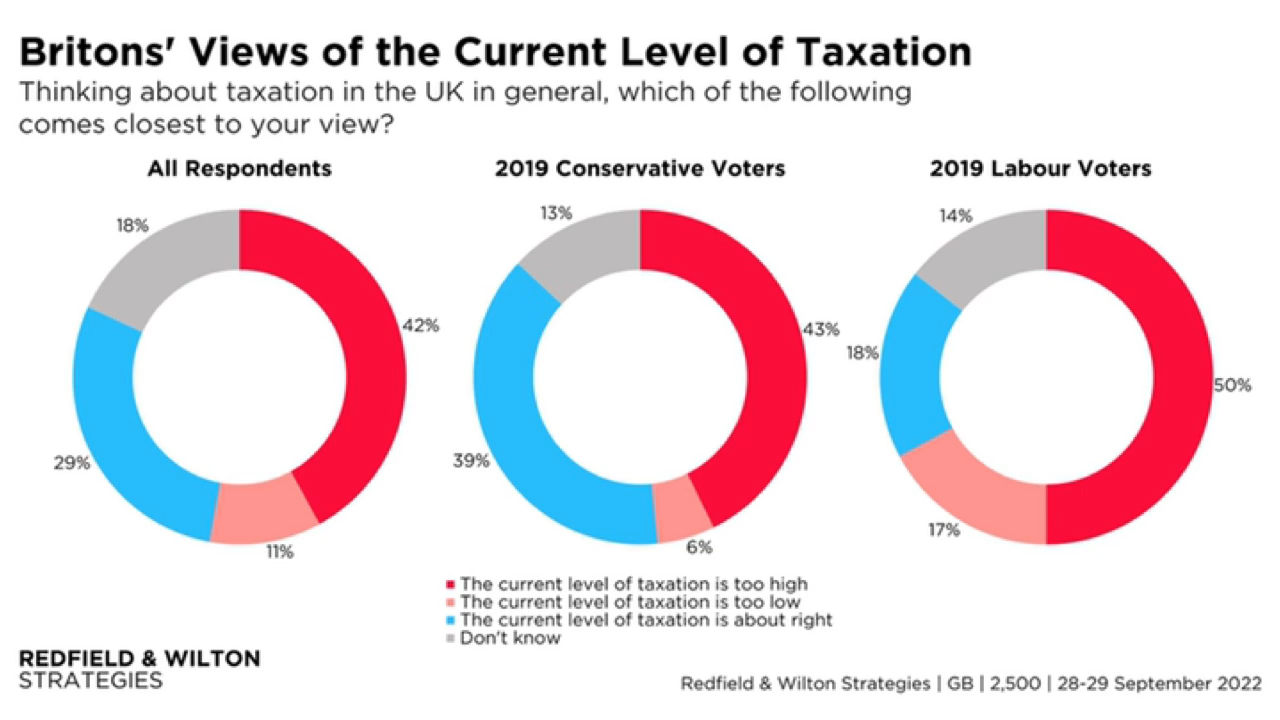 Britons' Views of the Current Level of Taxation
Thinking about taxation in the UK in general, which of the following
comes closest to your view?
All Respondents
18%
42%
29%
11%
2019 Conservative Voters
13%
43%
39%
6%
2019 Labour Voters
14%
18%
50%
17%
The current level of taxation is too high
The current level of taxation is too low
The current level of taxation is about right
Don't know
REDFIELD & WILTON
STRATEGIES
Redfield & Wilton Strategies | GB | 2,500 | 28-29 September 2022